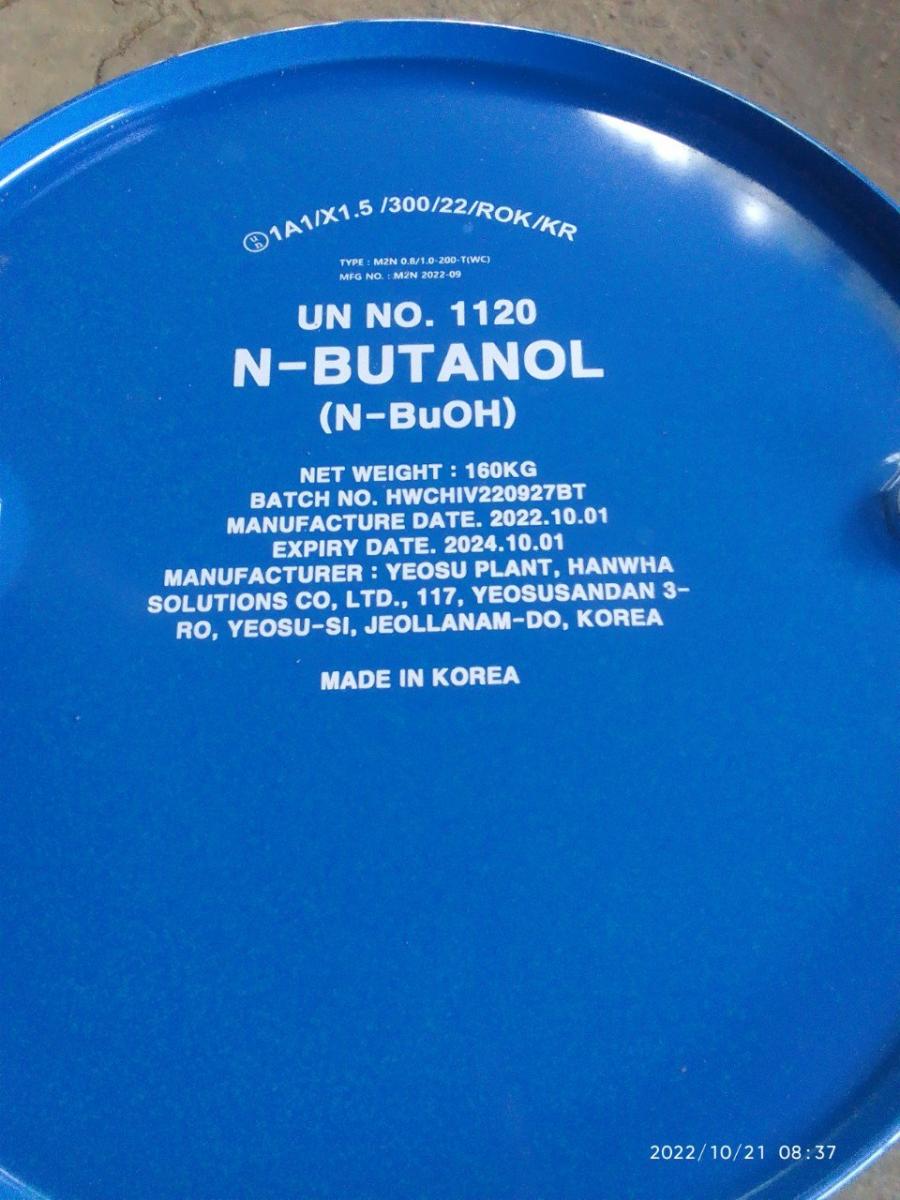 un 1A1/X1.5 /300/22/ROK/KR
TYPE : M2N 0.8/1.0-200-T(WC)
MFG NO. : M2N 2022-09
UN NO. 1120
N-BUTANOL
(N-BuOH)
NET WEIGHT : 160KG
BATCH NO. HWCHIV220927BT
MANUFACTURE DATE. 2022.10.01
EXPIRY DATE. 2024.10.01
MANUFACTURER : YEOSU PLANT, HANWHA
SOLUTIONS CO, LTD., 117, YEOSUSANDAN 3-
RO, YEOSU-SI, JEOLLANAM-DO, KOREA
MADE IN KOREA
2022/10/21 08:37